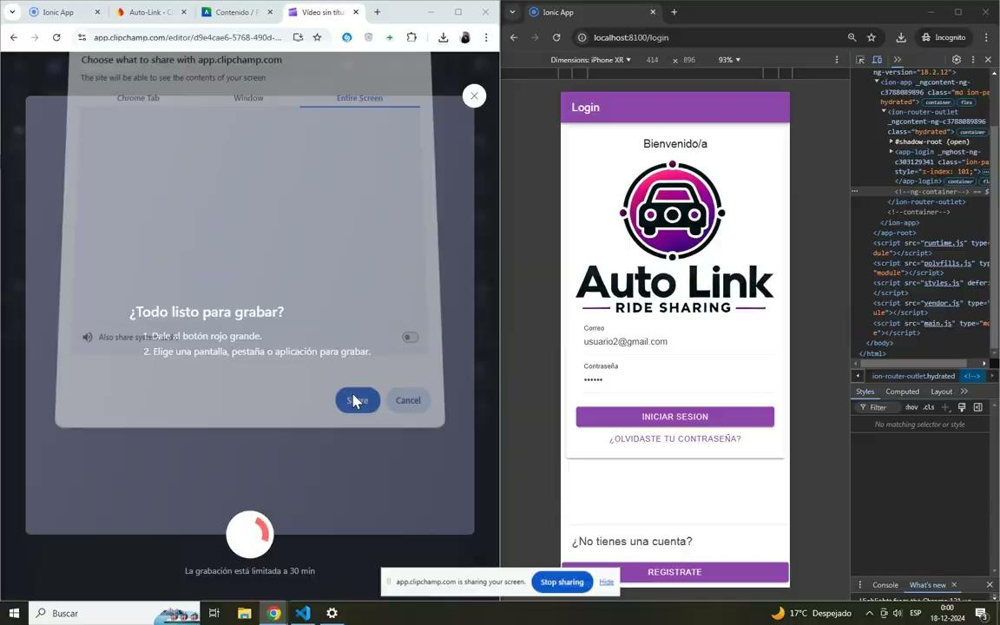 Ionic App
Auto-Link - C
Contenido / P
Vídeo sin títu
app.clipchamp.com/editor/d9e4cae6-5768-490d-...
Choose what to share with app.clipchamp.com
The site will be able to see the contents of your screen
Chrome Tab
Window
Entire Screen
¿Todo listo para grabar?
Also share system
1. Dale al botón rojo grande.
2. Elige una pantalla, pestaña o aplicación para grabar.
Share
Cancel
La grabación está limitada a 30 min
app.clipchamp.com is sharing your screen.
Stop sharing
Hide
Ionic App
localhost:8100/login
Incognito
Dimensions: iPhone XR
414
×
896
93%
Login
Bienvenido/a
Auto Link
RIDE SHARING
Correo
usuario2@gmail.com
Contraseña
••••••
INICIAR SESION
¿OLVIDASTE TU CONTRASEÑA?
¿No tienes una cuenta?
REGISTRATE
ng-version="18.2.12">
<ion-app _ngcontent-ng-
c3788089896 class="md ion-pa
hydrated"> container flex
<ion-router-outlet
_ngcontent-ng-c3788089896
class="hydrated"> container
#shadow-root (open)
<app-login _nghost-ng-
c303129341 class="ion-pa
style="z-index: 101;">…
</app-login> container fl
<!--ng-container--> == $
</ion-router-outlet>
<!--container-->
</ion-app>
</app-root>
<script src="runtime.js" type=
dule"></script>
<script src="polyfills.js" typ
"module"></script>
<script src="styles.js" defer
</script>
<script src="vendor.js" type="
ule"></script>
<script src="main.js" type="mo
e"></script>
</body>
</html>
ion-router-outlet.hydrated
<!-->
Styles
Computed
Layout
Filter
:hov
.cls
No matching selector or style
Console
What's new
Buscar
17°C Despejado
ESP
0:00
18-12-2024
3